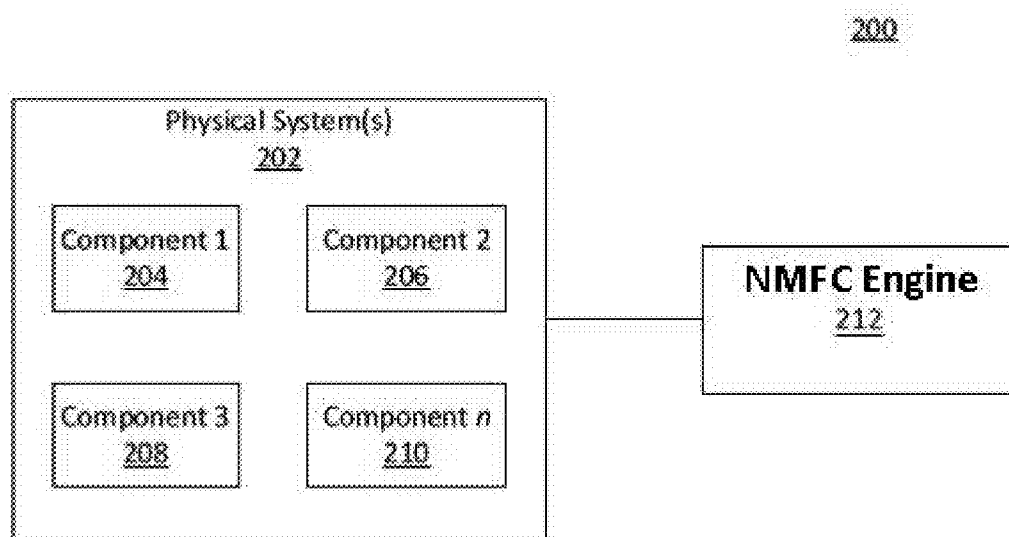 200
Physical System(s)
202
Component 1
204
Component 2
206
NMFC Engine
212
Component 3
208
Component n
210